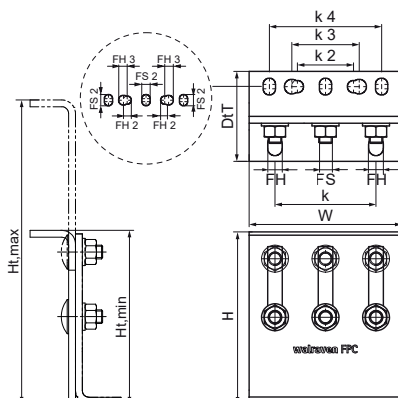 k 4
k 3
k 2
FH 3 FH 3
FS 2
FS 2 FS 2
FH 2 FH 2
DtT
FH FS FH
k
W
Ht,max
Ht,min
H
walraven FPC